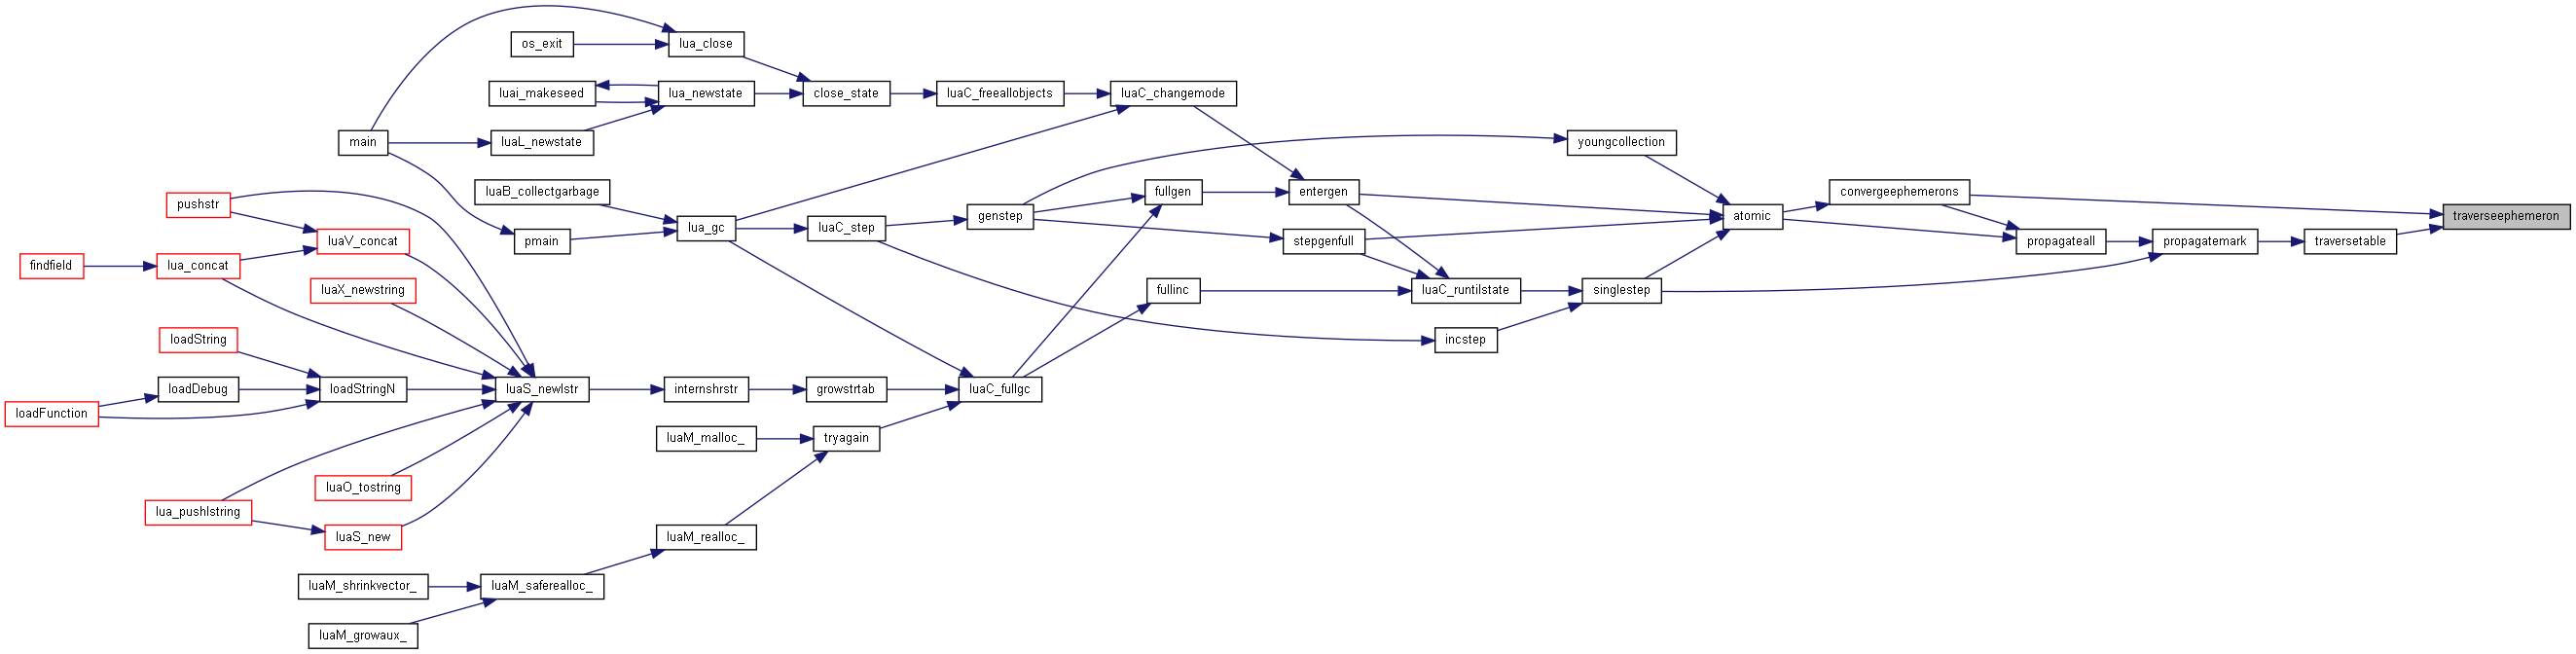 os_exit
lua_close
luai_makeseed
lua_newstate
close_state
luaC_freeallobjects
luaC_changemode
main
luaL_newstate
youngcollection
luaB_collectgarbage
fullgen
entergen
convergeephemerons
pushstr
genstep
atomic
traverseephemeron
lua_gc
luaC_step
luaV_concat
pmain
stepgenfull
propagateall
propagatemark
traversetable
findfield
lua_concat
luaX_newstring
fullinc
luaC_runtilstate
singlestep
loadString
incstep
loadDebug
loadStringN
luaS_newlstr
internshrstr
growstrtab
luaC_fullgc
loadFunction
luaM_malloc_
tryagain
luaO_tostring
lua_pushlstring
luaS_new
luaM_realloc_
luaM_shrinkvector_
luaM_saferealloc_
luaM_growaux_